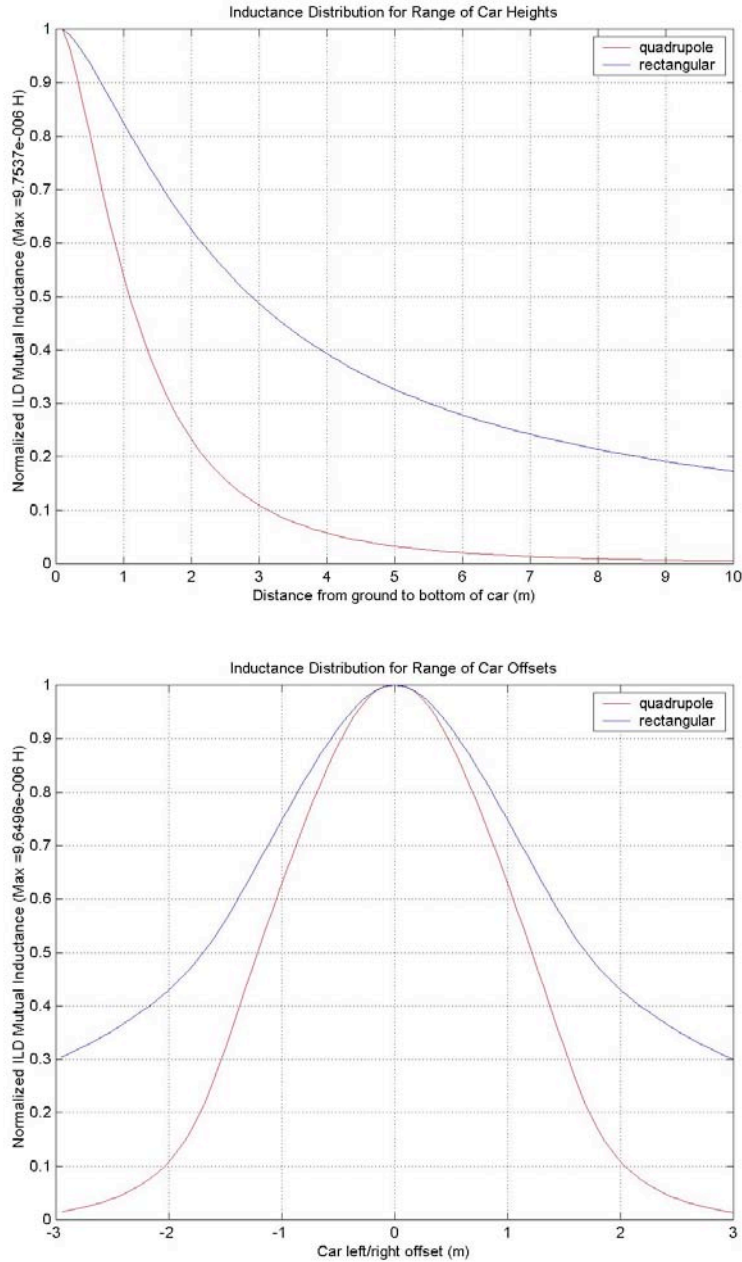 Inductance Distribution for Range of Car Heights
Normalized ILD Mutual Inductance (Max =9.7537e-006 H)
1
0.9
0.8
0.7
0.6
0.5
0.4
0.3
0.2
0.1
0
quadrupole
rectangular
0 1 2 3 4 5 6 7 8 9 10
Distance from ground to bottom of car (m)
Inductance Distribution for Range of Car Offsets
Normalized ILD Mutual Inductance (Max =9.6496e-006 H)
1
0.9
0.8
0.7
0.6
0.5
0.4
0.3
0.2
0.1
0
quadrupole
rectangular
-3 -2 -1 0 1 2 3
Car left/right offset (m)